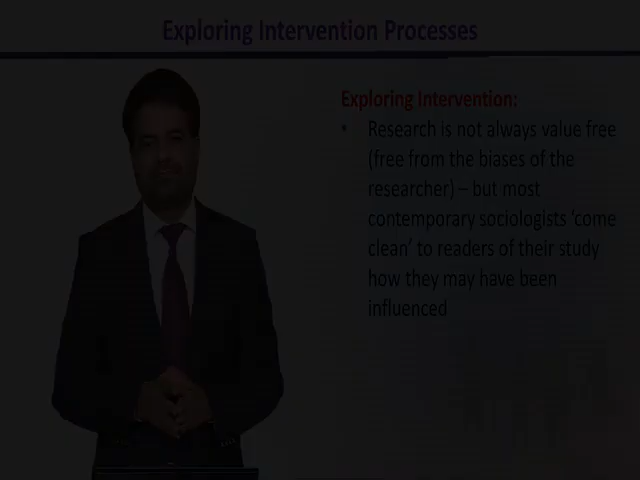 Exploring Intervention Processes
Exploring Intervention:
• Research is not always value free
(free from the biases of the
researcher) – but most
contemporary sociologists 'come
clean' to readers of their study
how they may have been
influenced